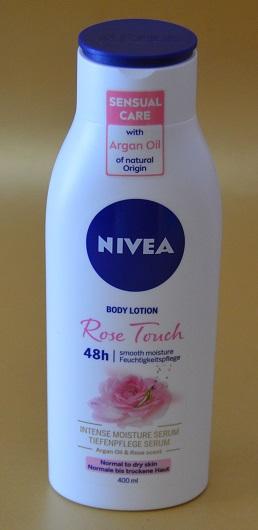 SENSUAL
CARE
with
Argan Oil
of natural
Origin
NIVEA
BODY LOTION
Rose Touch
48h | smooth moisture
Feuchtigkeitspflege
INTENSE MOISTURE SERUM
TIEFENPFLEGE SERUM
Argan Oil & Rose scent
Normal to dry skin
Normale bis trockene Haut
400 ml